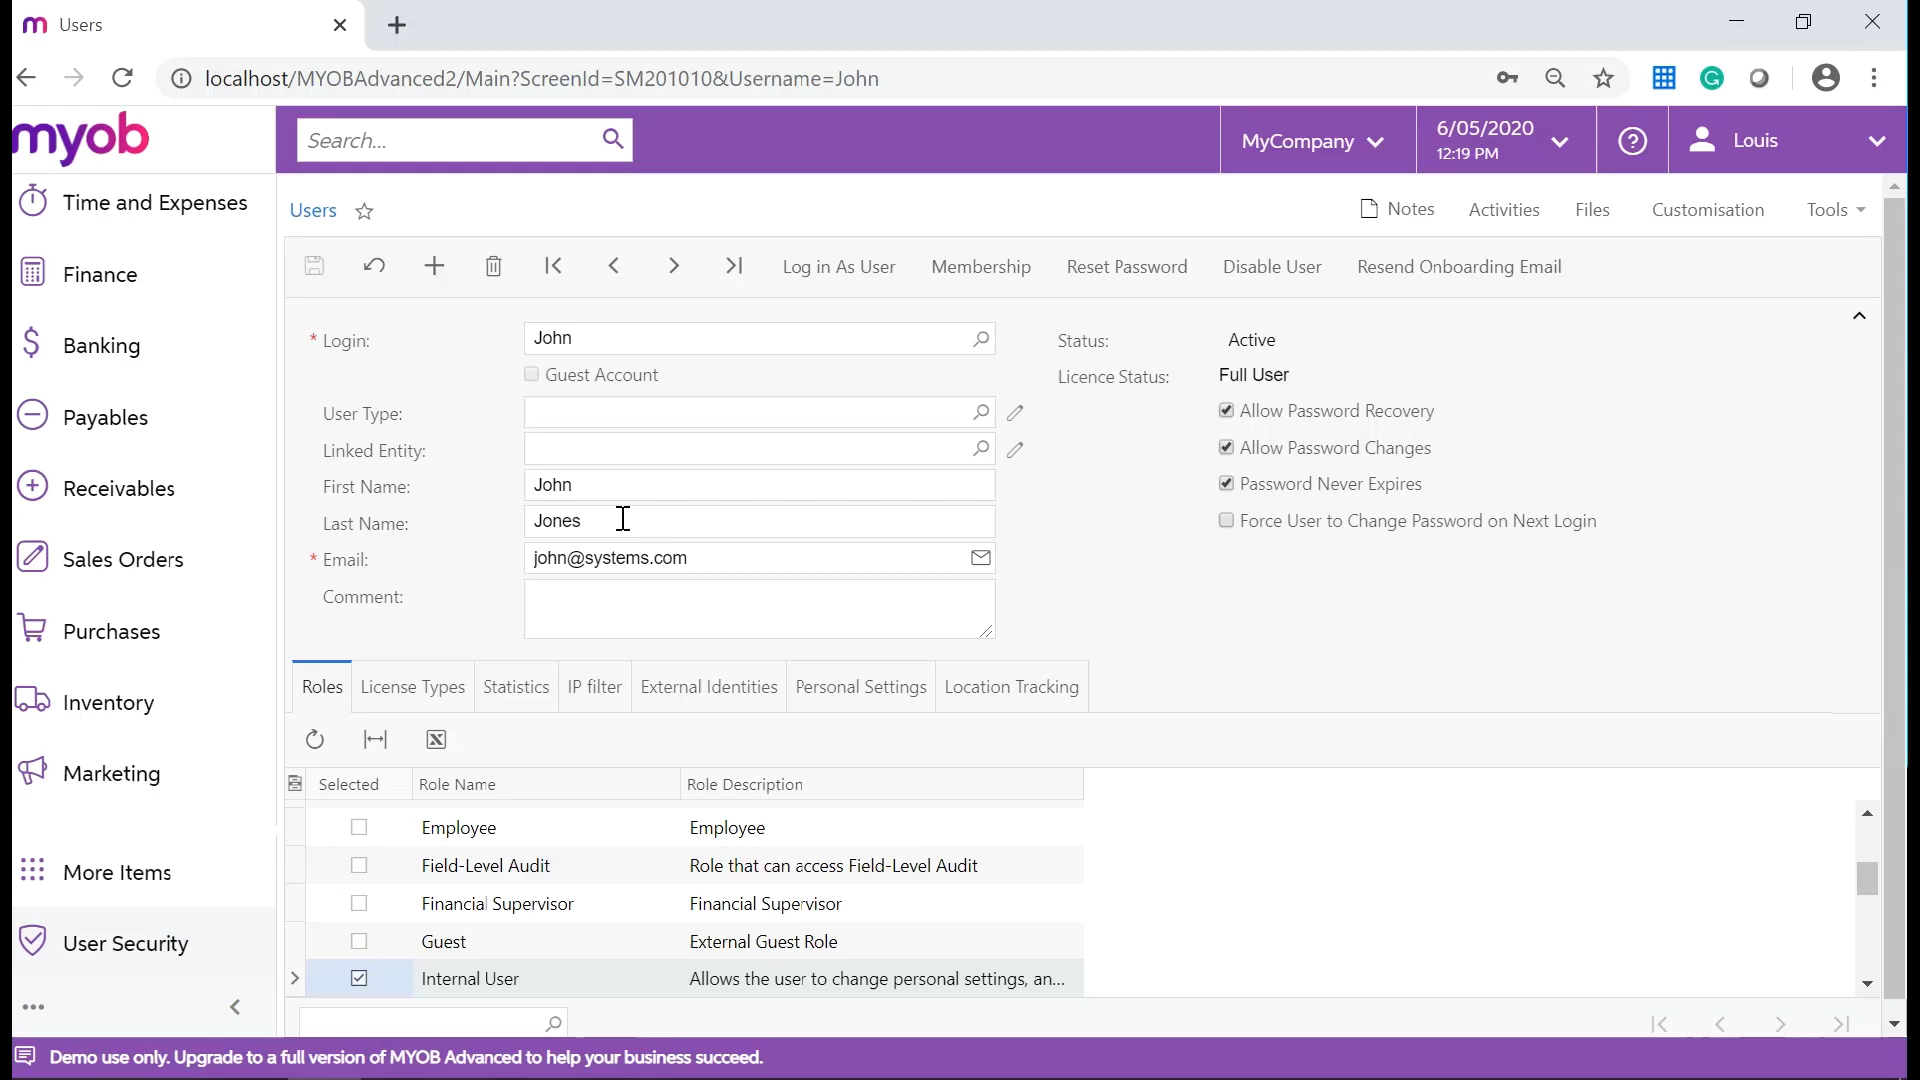 Users
localhost/MYOBAdvanced2/Main?ScreenId=SM201010&Username=John
myob
Search...
MyCompany
6/05/2020
12:19 PM
Louis
Time and Expenses
Finance
Banking
Payables
Receivables
Sales Orders
Purchases
Inventory
Marketing
More Items
User Security
Users
Notes
Activities
Files
Customisation
Tools
Log in As User
Membership
Reset Password
Disable User
Resend Onboarding Email
* Login:
John
Guest Account
User Type:
Linked Entity:
First Name:
John
Last Name:
Jones
* Email:
john@systems.com
Comment:
Status:
Active
Licence Status:
Full User
Allow Password Recovery
Allow Password Changes
Password Never Expires
Force User to Change Password on Next Login
Roles
License Types
Statistics
IP filter
External Identities
Personal Settings
Location Tracking
Selected
Role Name
Role Description
Employee
Employee
Field-Level Audit
Role that can access Field-Level Audit
Financial Supervisor
Financial Supervisor
Guest
External Guest Role
Internal User
Allows the user to change personal settings, an...
Demo use only. Upgrade to a full version of MYOB Advanced to help your business succeed.